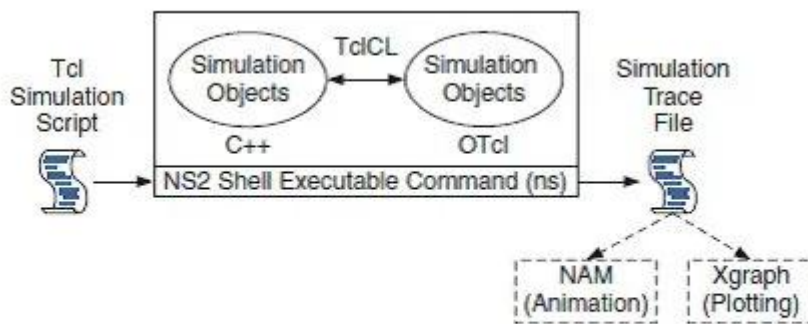 Tcl
Simulation
Script
TclCL
Simulation
Objects
C++
Simulation
Objects
OTcl
NS2 Shell Executable Command (ns)
Simulation
Trace
File
NAM
(Animation)
Xgraph
(Plotting)